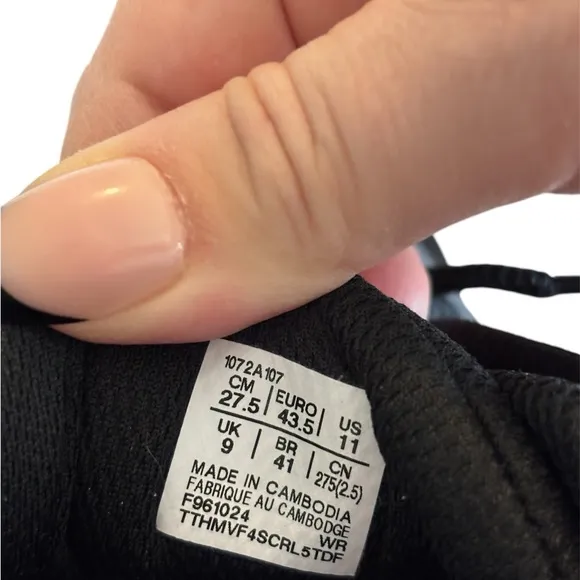 1072A107
CM EURO US
27.5 43.5 11
UK BR CN
9 41 275(2.5)
MADE IN CAMBODIA
FABRIQUE AU CAMBODGE
F961024 WR
TTHMVF4SCRL5TDF